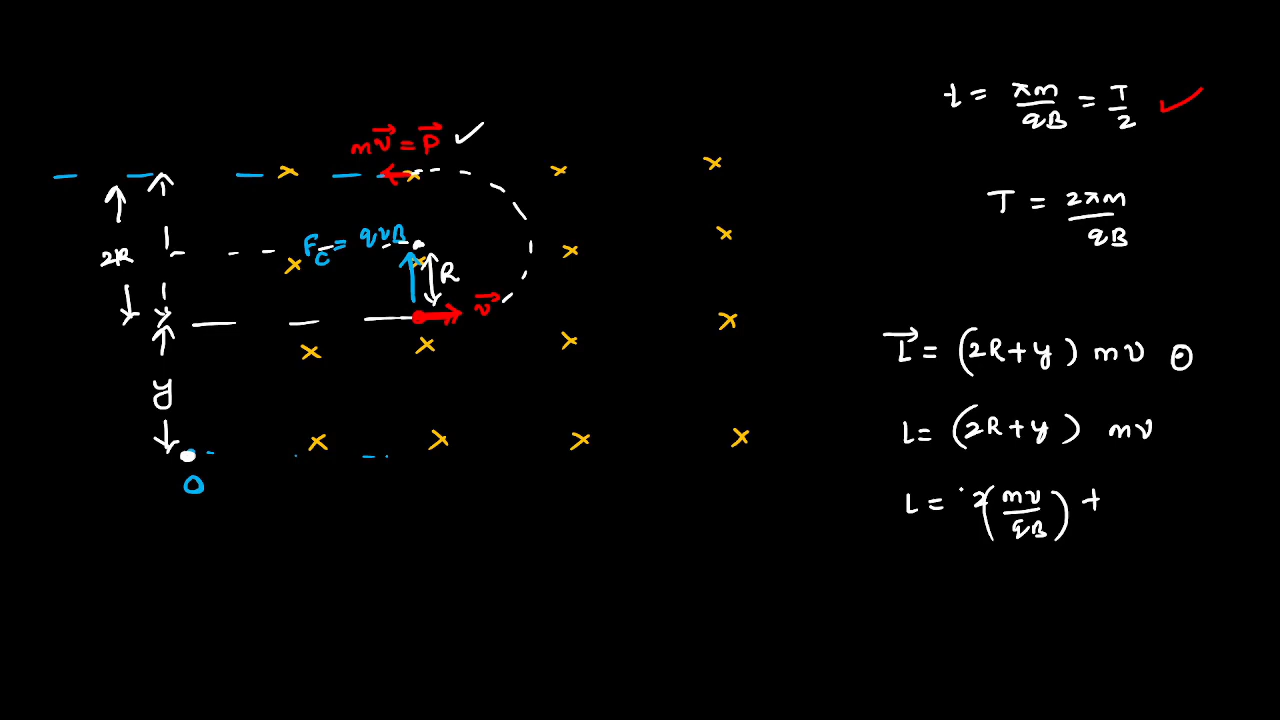 t = πm/qB = T/2 ✓
mv⃗ = P⃗ ✓
T = 2πm/qB
2R
F_C = qvB
R
v⃗
L⃗ = (2R+y) mv ⊙
y
L = (2R+y) mv
O
L = 2(mv/qB) +